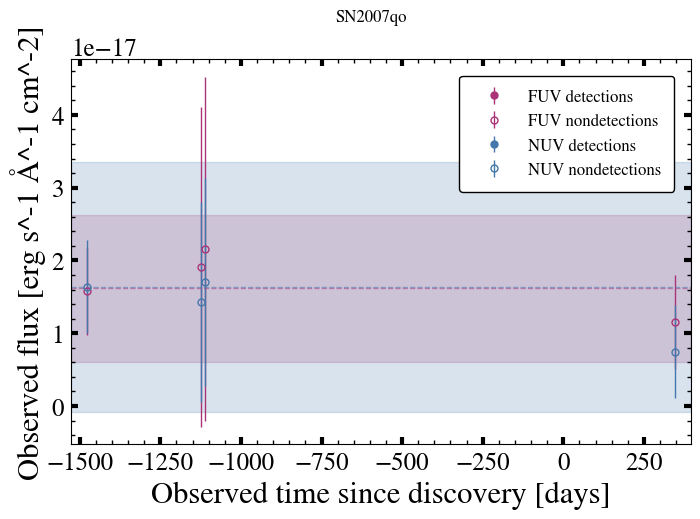 SN2007qo
1e−17
Observed flux [erg s^-1 Å^-1 cm^-2]
4
3
2
1
0
FUV detections
FUV nondetections
NUV detections
NUV nondetections
−1500 −1250 −1000 −750 −500 −250 0 250
Observed time since discovery [days]